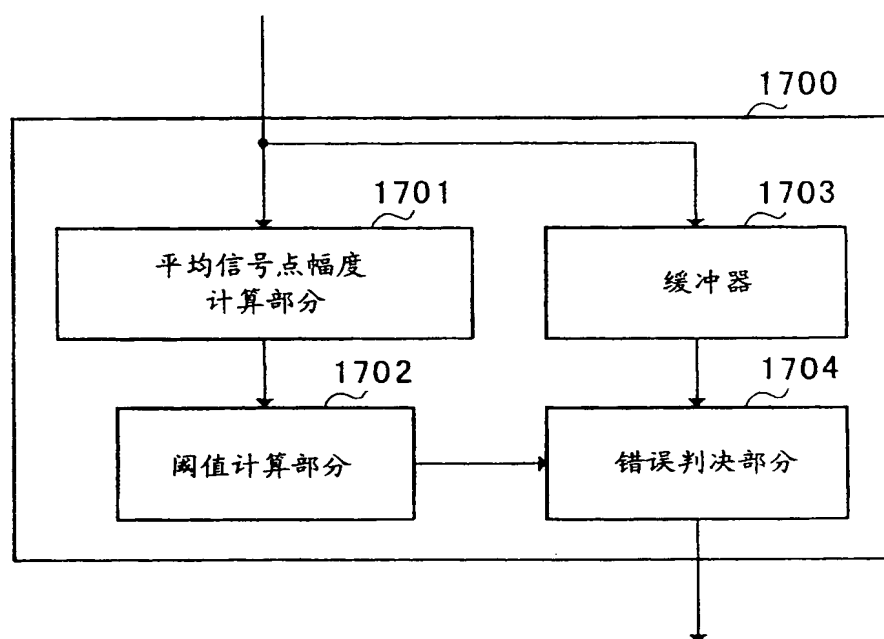 1700
1701
平均信号点幅度
计算部分
1703
缓冲器
1702
阈值计算部分
1704
错误判决部分